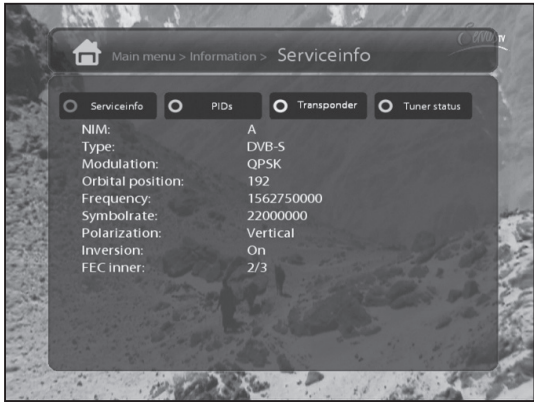 Main menu > Information > Serviceinfo
Serviceinfo PIDs Transponder Tuner status
NIM: A
Type: DVB-S
Modulation: QPSK
Orbital position: 192
Frequency: 1562750000
Symbolrate: 22000000
Polarization: Vertical
Inversion: On
FEC inner: 2/3
TV